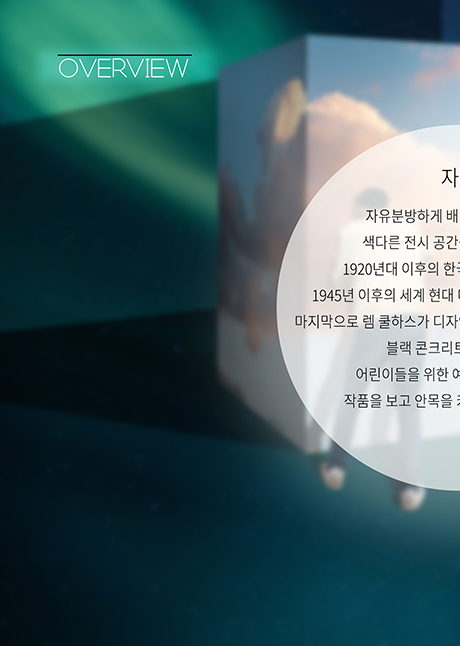 OVERVIEW
자
자유분방하게 배
색다른 전시 공간
1920년대 이후의 한
1945년 이후의 세계 현대
마지막으로 렘 쿨하스가 디자
블랙 콘크리
어린이들을 위한 예
작품을 보고 안목을